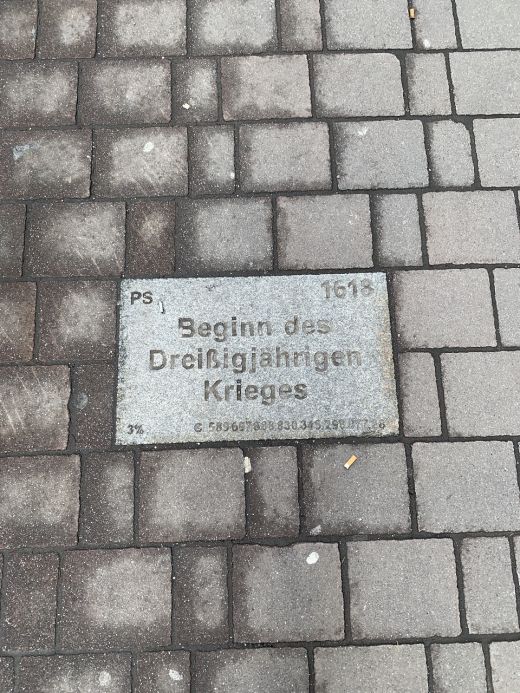 PS 1618
Beginn des
Dreißigjährigen
Krieges
3%